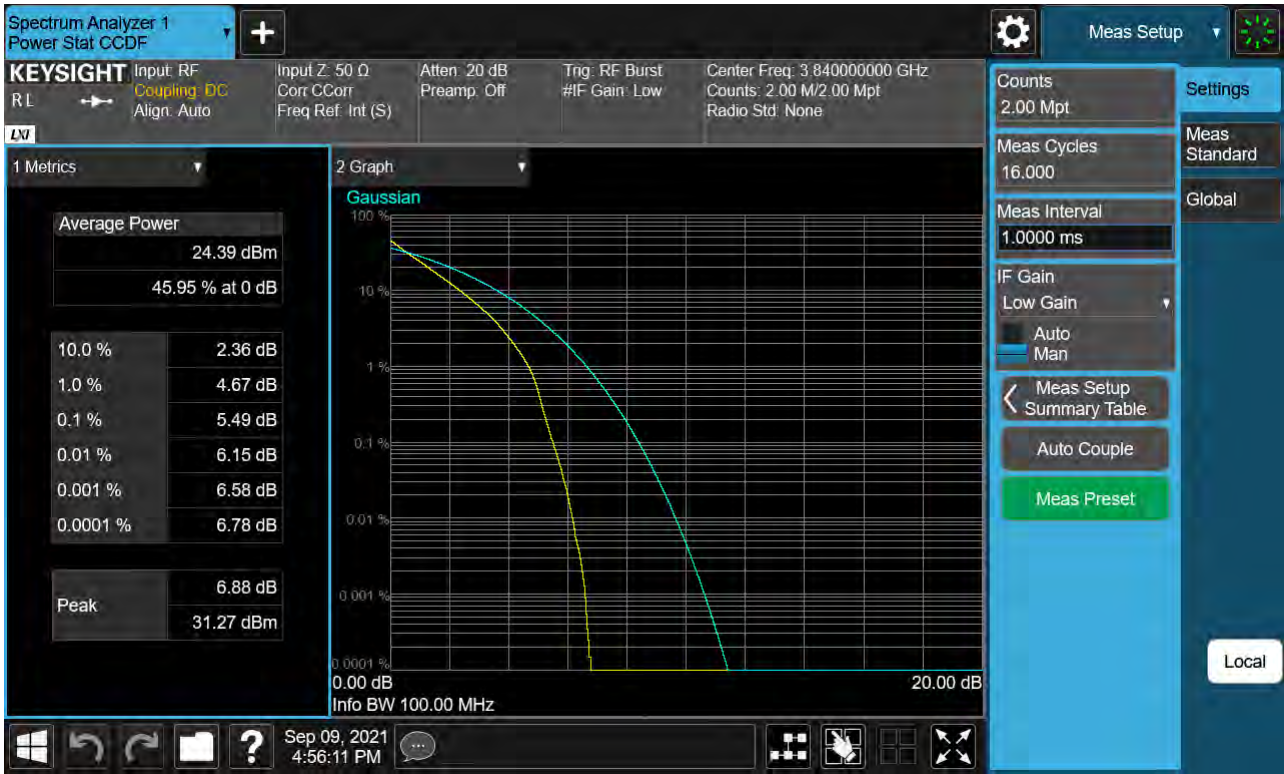 Spectrum Analyzer 1
Power Stat CCDF
+
Meas Setup
KEYSIGHT
RL
LXI
Input: RF
Coupling: DC
Align: Auto
Input Z: 50 Ω
Corr CCorr
Freq Ref: Int (S)
Atten: 20 dB
Preamp: Off
Trig: RF Burst
#IF Gain: Low
Center Freq: 3.840000000 GHz
Counts: 2.00 M/2.00 Mpt
Radio Std: None
1 Metrics
Average Power
24.39 dBm
45.95 % at 0 dB
10.0 % 2.36 dB
1.0 % 4.67 dB
0.1 % 5.49 dB
0.01 % 6.15 dB
0.001 % 6.58 dB
0.0001 % 6.78 dB
Peak
6.88 dB
31.27 dBm
2 Graph
Gaussian
100 %
10 %
1 %
0.1 %
0.01 %
0.001 %
0.0001 %
0.00 dB 20.00 dB
Info BW 100.00 MHz
Counts
2.00 Mpt
Meas Cycles
16.000
Meas Interval
1.0000 ms
IF Gain
Low Gain
Auto
Man
Meas Setup
Summary Table
Auto Couple
Meas Preset
Settings
Meas
Standard
Global
Local
?
Sep 09, 2021
4:56:11 PM